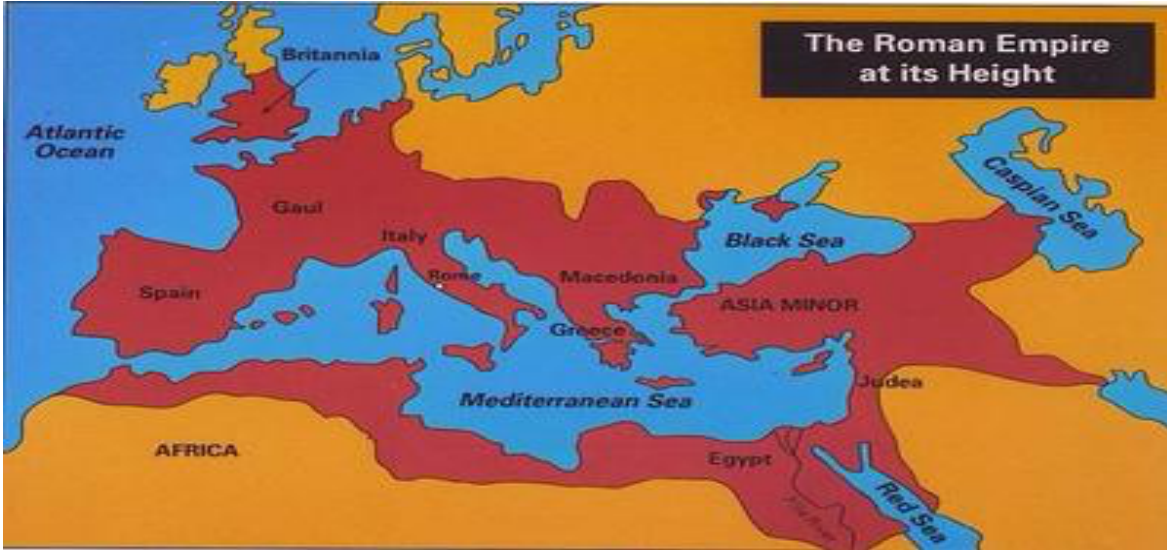 The Roman Empire
at its Height
Britannia
Atlantic
Ocean
Caspian Sea
Gaul
Italy
Black Sea
Rome
Macedonia
Spain
ASIA MINOR
Greece
Judea
Mediterranean Sea
AFRICA
Egypt
Red Sea